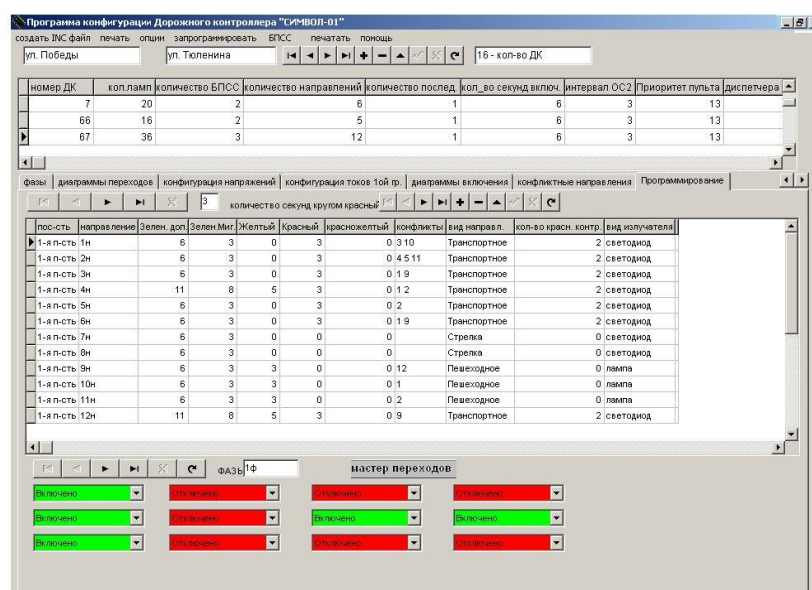 Программа конфигурации Дорожного контроллера "СИМВОЛ-01"
создать INC файл печать опции запрограммировать БПСС печатать помощь
ул. Победы ул. Тюленина 16 - кол-во ДК
номер ДК кол.ламп количество БПСС количество направлений количество послед. кол_во секунд включ. интервал ОС2 Приоритет пульта диспетчера
7 20 2 6 1 6 3 13
66 16 2 5 1 6 3 13
67 36 3 12 1 6 3 13
фазы диаграммы переходов конфигурация напряжений конфигурация токов 1ой гр. диаграммы включения конфликтные направления Программирование
3 количество секунд кругом красный
пос-сть направление Зелен. доп. Зелен.Миг. Желтый Красный красножелтый конфликты вид направл. кол-во красн. контр. вид излучателя
1-я п-сть 1н 6 3 0 3 0 3 10 Транспортное 2 светодиод
1-я п-сть 2н 6 3 0 3 0 4 5 11 Транспортное 2 светодиод
1-я п-сть 3н 6 3 0 3 0 1 9 Транспортное 2 светодиод
1-я п-сть 4н 11 8 5 3 0 1 2 Транспортное 2 светодиод
1-я п-сть 5н 6 3 0 3 0 2 Транспортное 2 светодиод
1-я п-сть 6н 6 3 0 3 0 1 9 Транспортное 2 светодиод
1-я п-сть 7н 6 3 0 0 0 Стрелка 0 светодиод
1-я п-сть 8н 6 3 0 0 0 Стрелка 0 светодиод
1-я п-сть 9н 6 3 3 0 0 12 Пешеходное 0 лампа
1-я п-сть 10н 6 3 3 0 0 1 Пешеходное 0 лампа
1-я п-сть 11н 6 3 3 0 0 2 Пешеходное 0 лампа
1-я п-сть 12н 11 8 5 3 0 9 Транспортное 2 светодиод
ФАЗЫ 1ф мастер переходов
Включено Отключено Отключено Отключено
Включено Отключено Включено Включено
Включено Отключено Отключено Отключено